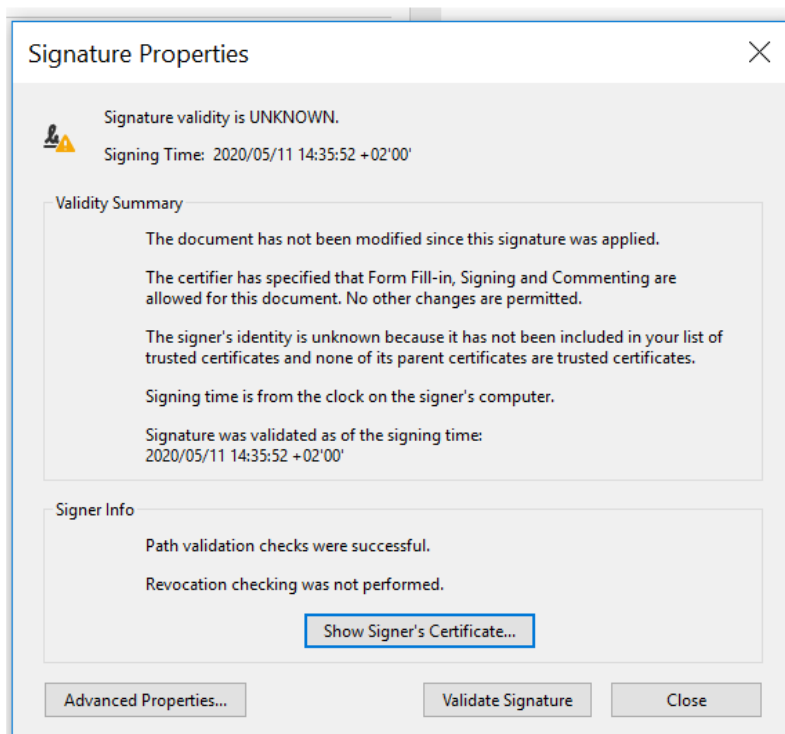 Signature Properties
Signature validity is UNKNOWN.
Signing Time: 2020/05/11 14:35:52 +02'00'
Validity Summary
The document has not been modified since this signature was applied.
The certifier has specified that Form Fill-in, Signing and Commenting are
allowed for this document. No other changes are permitted.
The signer's identity is unknown because it has not been included in your list of
trusted certificates and none of its parent certificates are trusted certificates.
Signing time is from the clock on the signer's computer.
Signature was validated as of the signing time:
2020/05/11 14:35:52 +02'00'
Signer Info
Path validation checks were successful.
Revocation checking was not performed.
Show Signer's Certificate...
Advanced Properties...
Validate Signature
Close